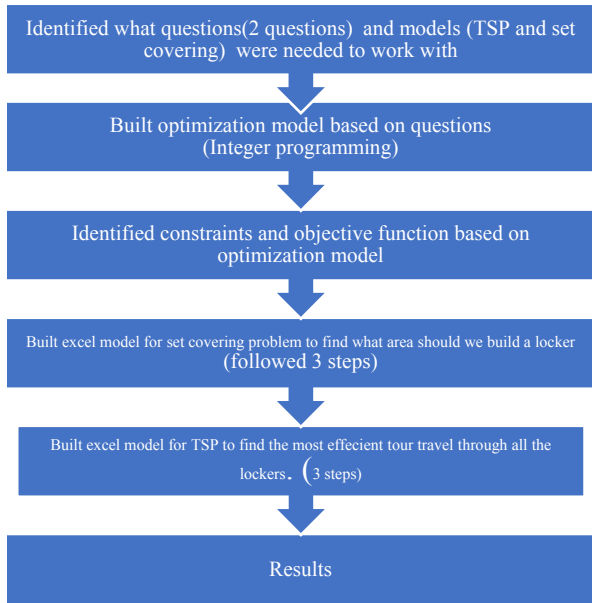 Identified what questions(2 questions) and models (TSP and set
covering) were needed to work with
Built optimization model based on questions
(Integer programming)
Identified constraints and objective function based on
optimization model
Built excel model for set covering problem to find what area should we build a locker
(followed 3 steps)
Built excel model for TSP to find the most effecient tour travel through all the
lockers. (3 steps)
Results